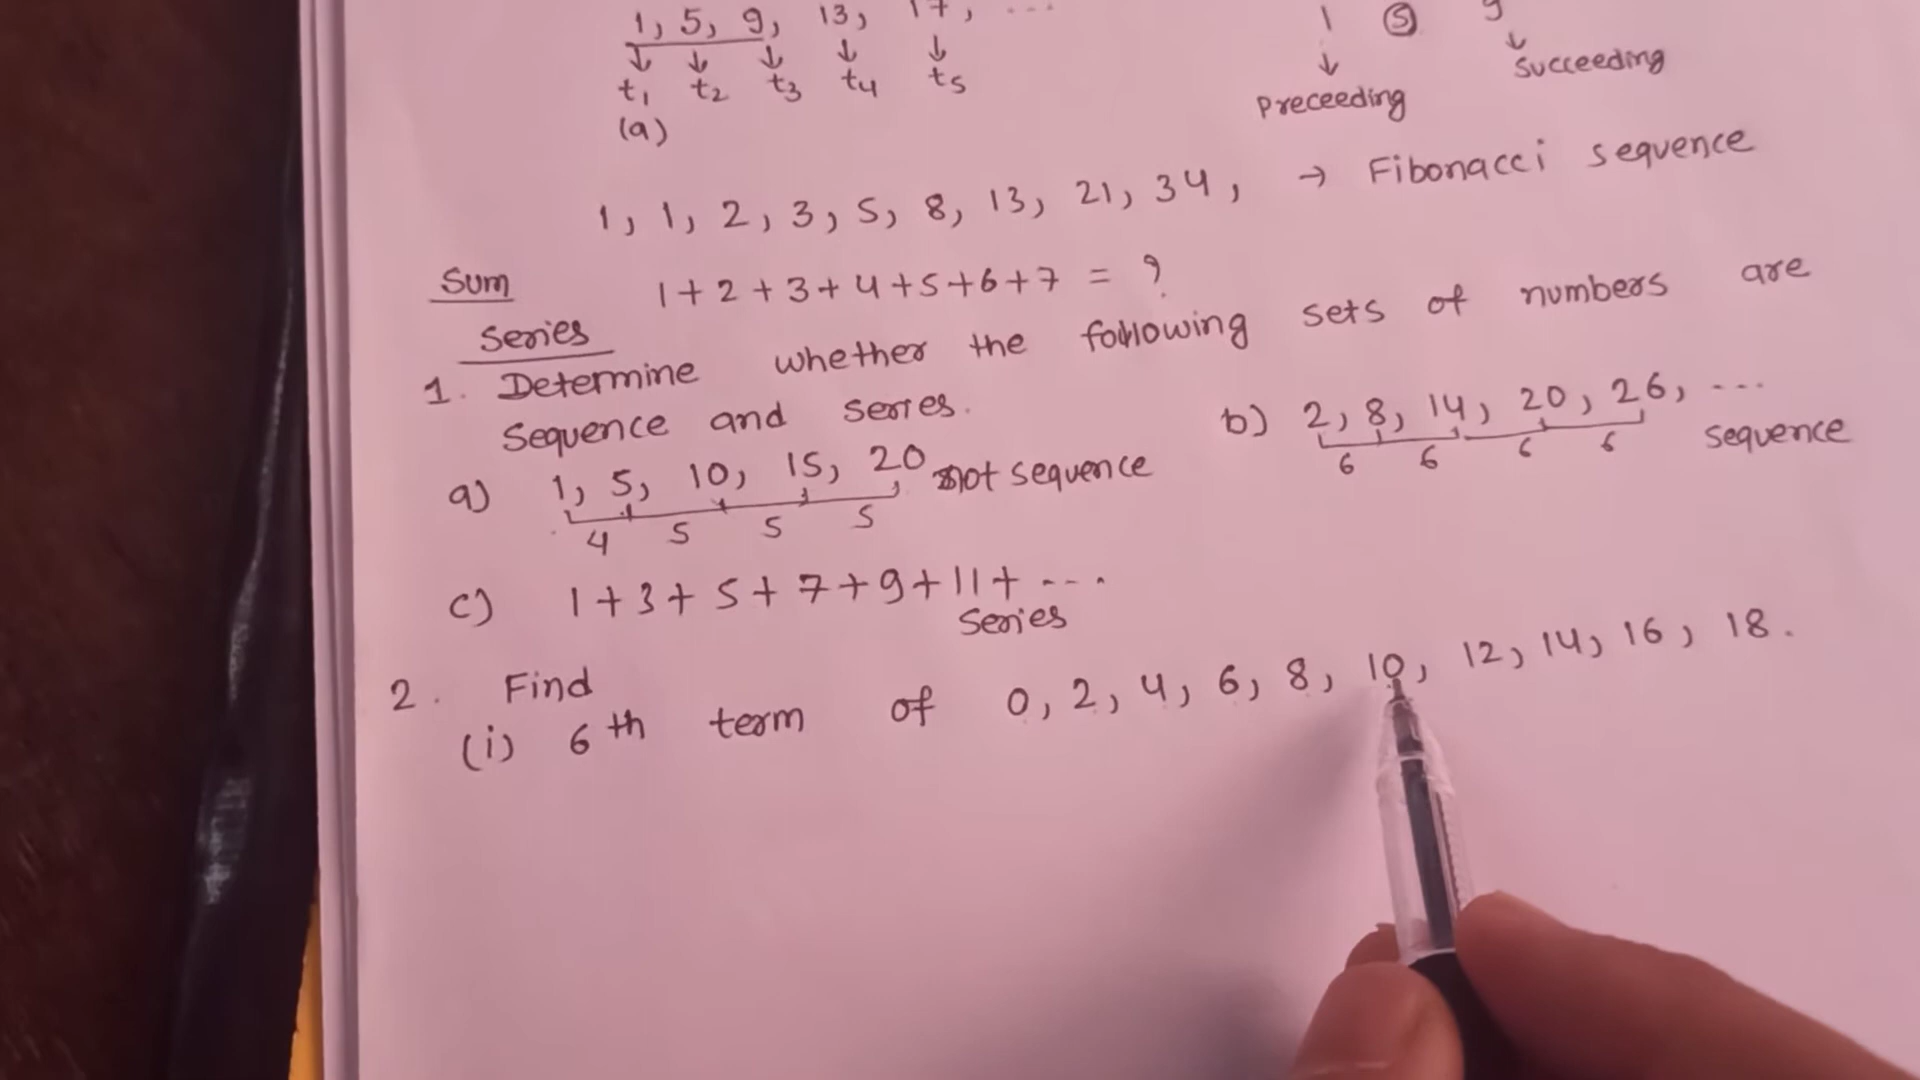 1, 5, 9, 13, 17, ...
1 5 9
↓ ↓ ↓ ↓ ↓
t1 t2 t3 t4 t5
(a)
↓ ↓
Preceeding Succeeding
1, 1, 2, 3, 5, 8, 13, 21, 34, → Fibonacci sequence
Sum 1+2+3+4+5+6+7 = ?
Series
1. Determine whether the following sets of numbers are
Sequence and series.
a) 1, 5, 10, 15, 20 not sequence
4 5 5 5
b) 2, 8, 14, 20, 26, ... sequence
6 6 6 6
c) 1+3+5+7+9+11+ ...
Series
2. Find
(i) 6th term of 0, 2, 4, 6, 8, 10, 12, 14, 16, 18.